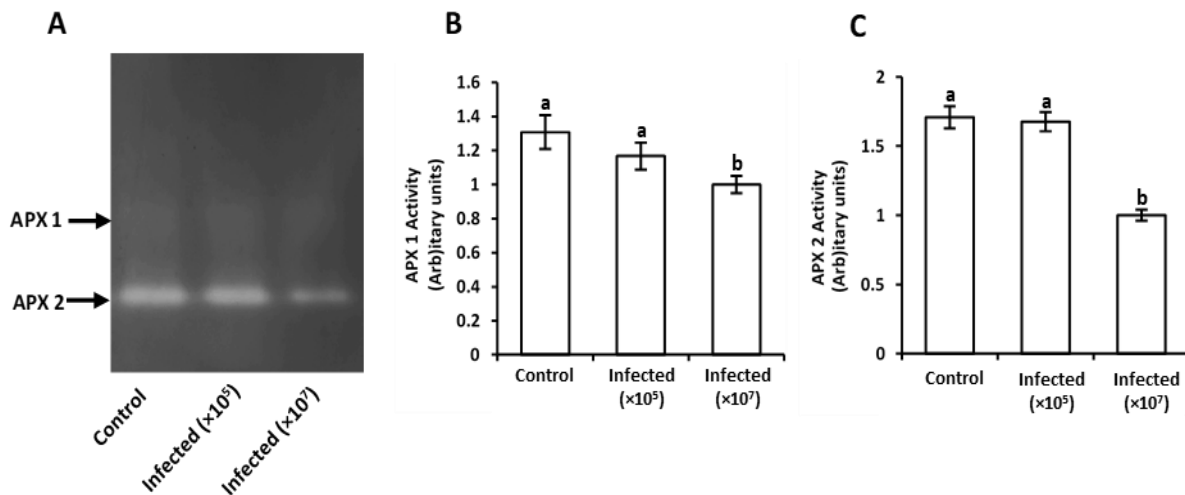 A
APX 1
APX 2
Control
Infected (×10⁵)
Infected (×10⁷)
B
APX 1 Activity
(Arb)itary units)
1.6
1.4
1.2
1
0.8
0.6
0.4
0.2
0
a
a
b
Control
Infected
(×10⁵)
Infected
(×10⁷)
C
APX 2 Activity
(Arb)itary units)
2
1.5
1
0.5
0
a
a
b
Control
Infected
(×10⁵)
Infected
(×10⁷)